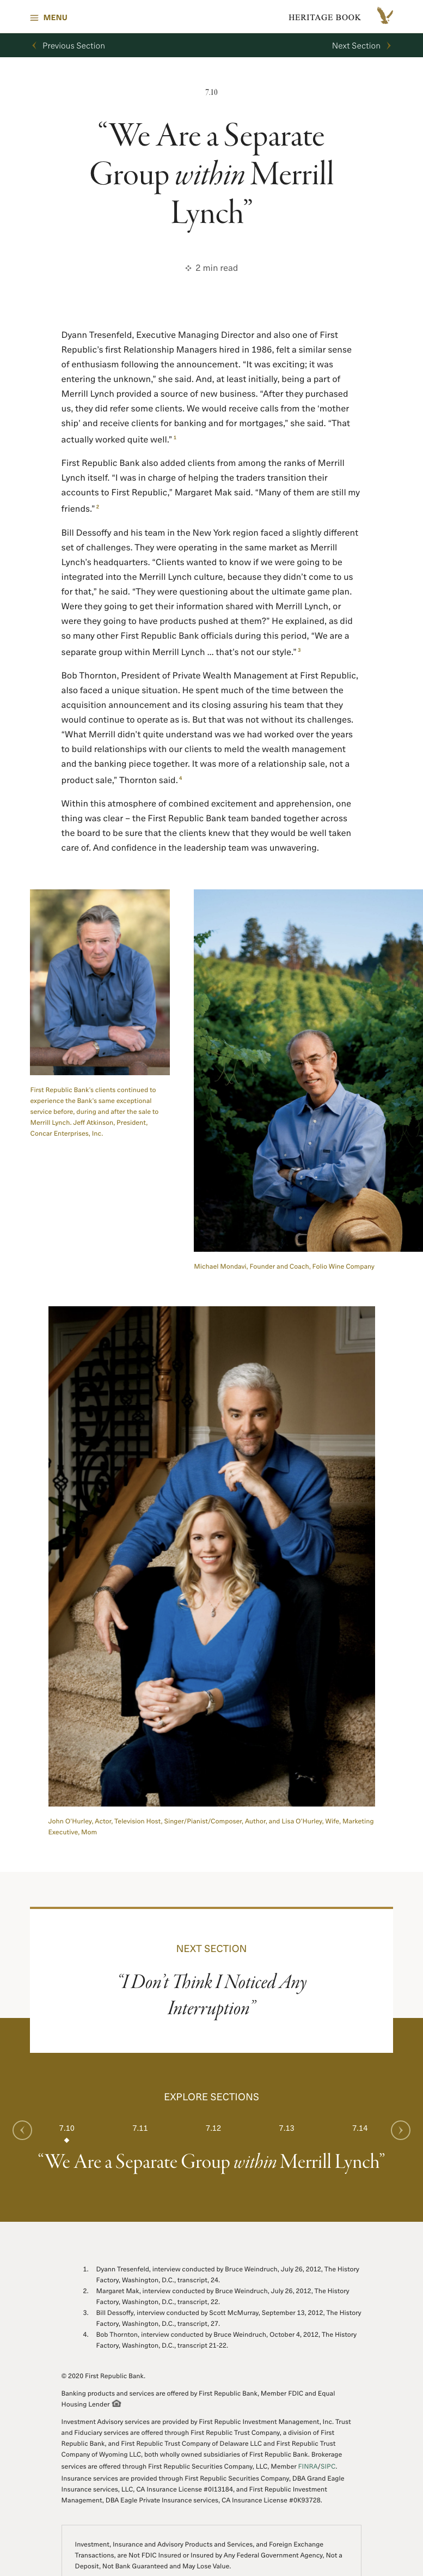 MENU
HERITAGE BOOK
Previous Section
Next Section
7.10
“We Are a Separate
Group within Merrill
Lynch”
2 min read
Dyann Tresenfeld, Executive Managing Director and also one of First
Republic’s first Relationship Managers hired in 1986, felt a similar sense
of enthusiasm following the announcement. “It was exciting; it was
entering the unknown,” she said. And, at least initially, being a part of
Merrill Lynch provided a source of new business. “After they purchased
us, they did refer some clients. We would receive calls from the ‘mother
ship’ and receive clients for banking and for mortgages,” she said. “That
actually worked quite well.” 1
First Republic Bank also added clients from among the ranks of Merrill
Lynch itself. “I was in charge of helping the traders transition their
accounts to First Republic,” Margaret Mak said. “Many of them are still my
friends.” 2
Bill Dessoffy and his team in the New York region faced a slightly different
set of challenges. They were operating in the same market as Merrill
Lynch’s headquarters. “Clients wanted to know if we were going to be
integrated into the Merrill Lynch culture, because they didn’t come to us
for that,” he said. “They were questioning about the ultimate game plan.
Were they going to get their information shared with Merrill Lynch, or
were they going to have products pushed at them?” He explained, as did
so many other First Republic Bank officials during this period, “We are a
separate group within Merrill Lynch ... that’s not our style.” 3
Bob Thornton, President of Private Wealth Management at First Republic,
also faced a unique situation. He spent much of the time between the
acquisition announcement and its closing assuring his team that they
would continue to operate as is. But that was not without its challenges.
“What Merrill didn’t quite understand was we had worked over the years
to build relationships with our clients to meld the wealth management
and the banking piece together. It was more of a relationship sale, not a
product sale,” Thornton said. 4
Within this atmosphere of combined excitement and apprehension, one
thing was clear – the First Republic Bank team banded together across
the board to be sure that the clients knew that they would be well taken
care of. And confidence in the leadership team was unwavering.
First Republic Bank’s clients continued to
experience the Bank’s same exceptional
service before, during and after the sale to
Merrill Lynch. Jeff Atkinson, President,
Concar Enterprises, Inc.
Michael Mondavi, Founder and Coach, Folio Wine Company
John O’Hurley, Actor, Television Host, Singer/Pianist/Composer, Author, and Lisa O’Hurley, Wife, Marketing
Executive, Mom
NEXT SECTION
“I Don’t Think I Noticed Any
Interruption”
EXPLORE SECTIONS
7.10 7.11 7.12 7.13 7.14
“We Are a Separate Group within Merrill Lynch”
1. Dyann Tresenfeld, interview conducted by Bruce Weindruch, July 26, 2012, The History
Factory, Washington, D.C., transcript, 24.
2. Margaret Mak, interview conducted by Bruce Weindruch, July 26, 2012, The History
Factory, Washington, D.C., transcript, 22.
3. Bill Dessoffy, interview conducted by Scott McMurray, September 13, 2012, The History
Factory, Washington, D.C., transcript, 27.
4. Bob Thornton, interview conducted by Bruce Weindruch, October 4, 2012, The History
Factory, Washington, D.C., transcript 21-22.
© 2020 First Republic Bank.
Banking products and services are offered by First Republic Bank, Member FDIC and Equal
Housing Lender
Investment Advisory services are provided by First Republic Investment Management, Inc. Trust
and Fiduciary services are offered through First Republic Trust Company, a division of First
Republic Bank, and First Republic Trust Company of Delaware LLC and First Republic Trust
Company of Wyoming LLC, both wholly owned subsidiaries of First Republic Bank. Brokerage
services are offered through First Republic Securities Company, LLC, Member FINRA/SIPC.
Insurance services are provided through First Republic Securities Company, DBA Grand Eagle
Insurance services, LLC, CA Insurance License #0I13184, and First Republic Investment
Management, DBA Eagle Private Insurance services, CA Insurance License #0K93728.
Investment, Insurance and Advisory Products and Services, and Foreign Exchange
Transactions, are Not FDIC Insured or Insured by Any Federal Government Agency, Not a
Deposit, Not Bank Guaranteed and May Lose Value.